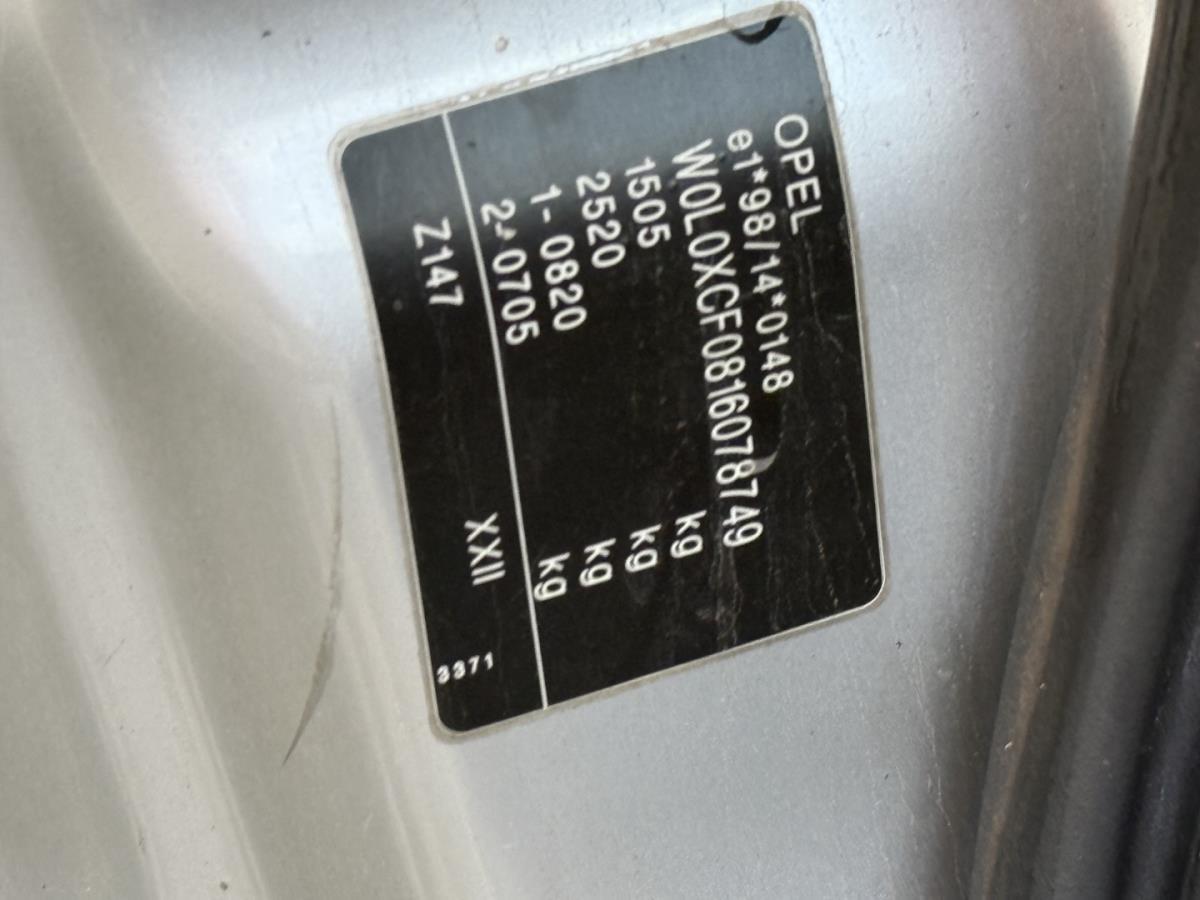 OPEL
e1*98/14*0148
W0L0XCF0816078749
1505 kg
2520 kg
1- 0820 kg
2- 0705 kg
Z147 XXII
3371